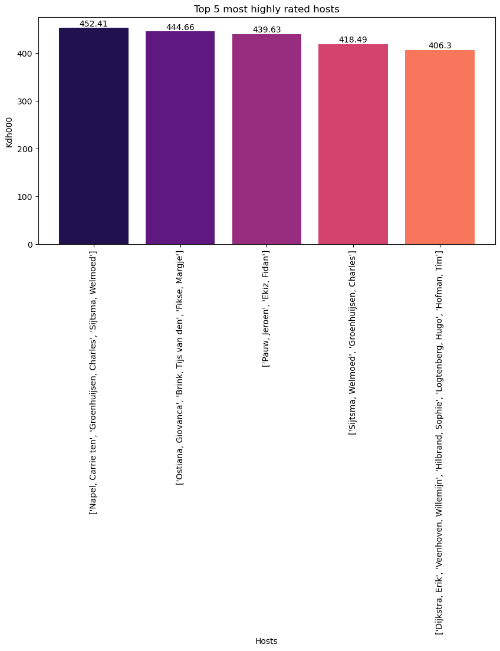 Top 5 most highly rated hosts
452.41
444.66
439.63
418.49
406.3
Kdh000
400
300
200
100
0
['Napel, Carrie ten', 'Groenhuijsen, Charles', 'Sijtsma, Welmoed']
['Ostiana, Giovanca', 'Brink, Tijs van den', 'Fikse, Margje']
['Pauw, Jeroen', 'Ekiz, Fidan']
['Sijtsma, Welmoed', 'Groenhuijsen, Charles']
['Dijkstra, Erik', 'Veenhoven, Willemijn', 'Hilbrand, Sophie', 'Logtenberg, Hugo', 'Hofman, Tim']
Hosts